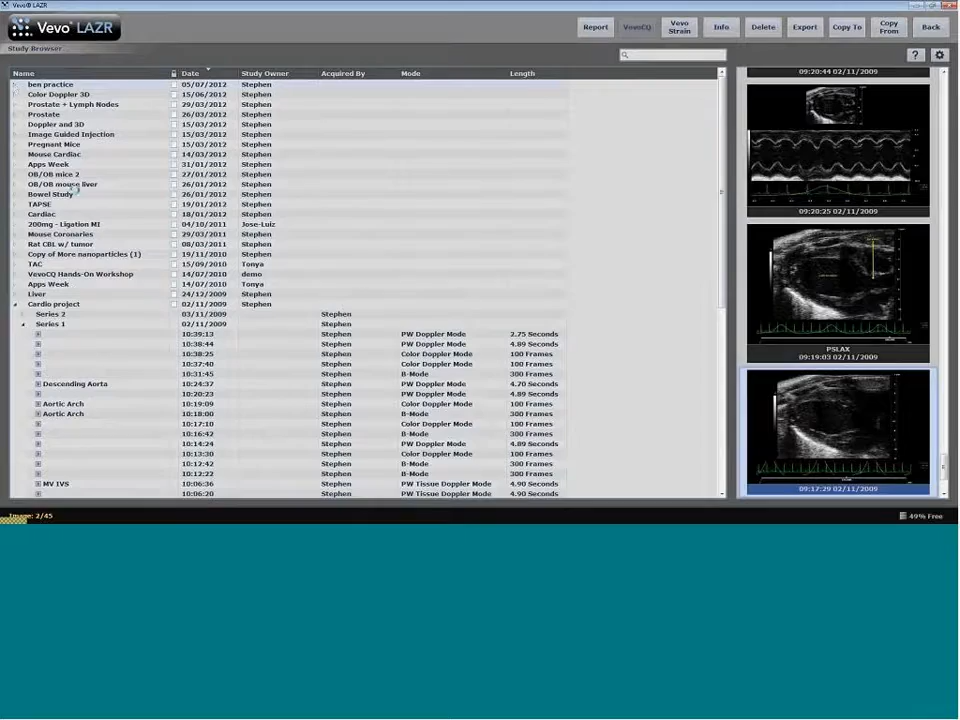 Vevo® LAZR
Vevo® LAZR
Report
VevoCQ
Vevo Strain
Info
Delete
Export
Copy To
Copy From
Back
Study Browser
Name Date Study Owner Acquired By Mode Length
ben practice 05/07/2012 Stephen
Color Doppler 3D 15/06/2012 Stephen
Prostate + Lymph Nodes 29/03/2012 Stephen
Prostate 26/03/2012 Stephen
Doppler and 3D 15/03/2012 Stephen
Image Guided Injection 15/03/2012 Stephen
Pregnant Mice 15/03/2012 Stephen
Mouse Cardiac 14/03/2012 Stephen
Apps Week 31/01/2012 Stephen
OB/OB mice 2 27/01/2012 Stephen
OB/OB mouse liver 26/01/2012 Stephen
Bowel Study 26/01/2012 Stephen
TAPSE 19/01/2012 Stephen
Cardiac 18/01/2012 Stephen
200mg - Ligation MI 04/10/2011 Jose-Luiz
Mouse Coronaries 29/03/2011 Stephen
Rat CBL w/ tumor 08/03/2011 Stephen
Copy of More nanoparticles (1) 19/11/2010 Stephen
TAC 15/09/2010 Tonya
VevoCQ Hands-On Workshop 14/07/2010 demo
Apps Week 14/07/2010 Tonya
Liver 24/12/2009 Stephen
Cardio project 02/11/2009 Stephen
Series 2 03/11/2009 Stephen
Series 1 02/11/2009 Stephen
10:39:13 Stephen PW Doppler Mode 2.75 Seconds
10:38:44 Stephen PW Doppler Mode 4.89 Seconds
10:38:25 Stephen Color Doppler Mode 100 Frames
10:37:40 Stephen Color Doppler Mode 100 Frames
10:31:45 Stephen B-Mode 300 Frames
Descending Aorta 10:24:37 Stephen PW Doppler Mode 4.70 Seconds
10:20:23 Stephen PW Doppler Mode 4.89 Seconds
Aortic Arch 10:19:09 Stephen Color Doppler Mode 100 Frames
Aortic Arch 10:18:00 Stephen B-Mode 300 Frames
10:17:10 Stephen Color Doppler Mode 100 Frames
10:16:42 Stephen B-Mode 300 Frames
10:14:24 Stephen PW Doppler Mode 4.89 Seconds
10:13:30 Stephen Color Doppler Mode 100 Frames
10:12:42 Stephen B-Mode 300 Frames
10:12:22 Stephen B-Mode 300 Frames
MV IVS 10:06:36 Stephen PW Tissue Doppler Mode 4.90 Seconds
10:06:20 Stephen PW Tissue Doppler Mode 4.90 Seconds
09:20:44 02/11/2009
09:20:25 02/11/2009
PSLAX
09:19:03 02/11/2009
09:17:29 02/11/2009
Image: 2/45
49% Free